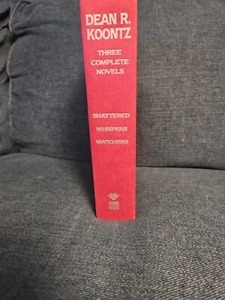 DEAN R.
KOONTZ
THREE
COMPLETE
NOVELS
SHATTERED
WHISPERS
WATCHERS